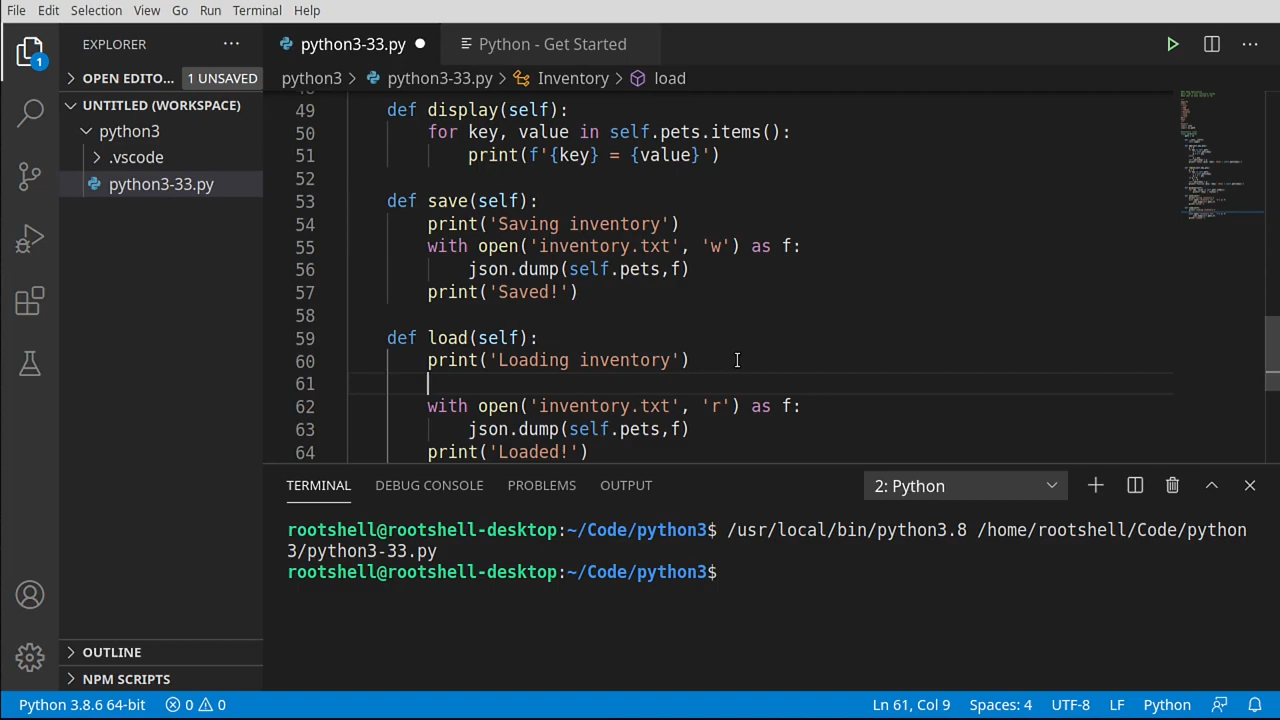 File Edit Selection View Go Run Terminal Help
EXPLORER
python3-33.py
Python - Get Started
OPEN EDITO... 1 UNSAVED
python3 > python3-33.py > Inventory > load
UNTITLED (WORKSPACE)
python3
.vscode
python3-33.py
1
49 def display(self):
50 for key, value in self.pets.items():
51 print(f'{key} = {value}')
52
53 def save(self):
54 print('Saving inventory')
55 with open('inventory.txt', 'w') as f:
56 json.dump(self.pets,f)
57 print('Saved!')
58
59 def load(self):
60 print('Loading inventory')
61
62 with open('inventory.txt', 'r') as f:
63 json.dump(self.pets,f)
64 print('Loaded!')
TERMINAL DEBUG CONSOLE PROBLEMS OUTPUT 2: Python
rootshell@rootshell-desktop:~/Code/python3$ /usr/local/bin/python3.8 /home/rootshell/Code/python
3/python3-33.py
rootshell@rootshell-desktop:~/Code/python3$
OUTLINE
NPM SCRIPTS
Python 3.8.6 64-bit 0 0 Ln 61, Col 9 Spaces: 4 UTF-8 LF Python